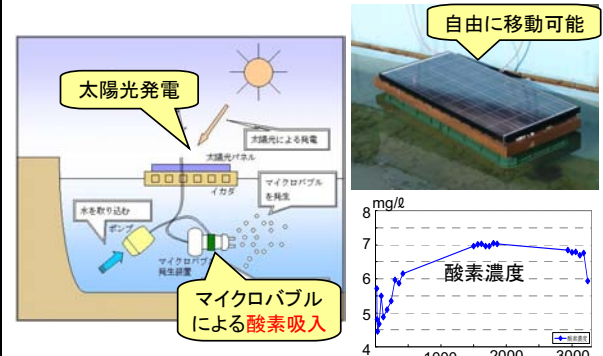 太陽光発電
太陽光による発電
太陽光パネル
イカダ
マイクロバブル
を発生
水を取り込む
ポンプ
マイクロバブ
発生装置
マイクロバブル
による酸素吸入
自由に移動可能
mg/ℓ
8
7
6
5
4
酸素濃度
酸素濃度
1000
2000
3000